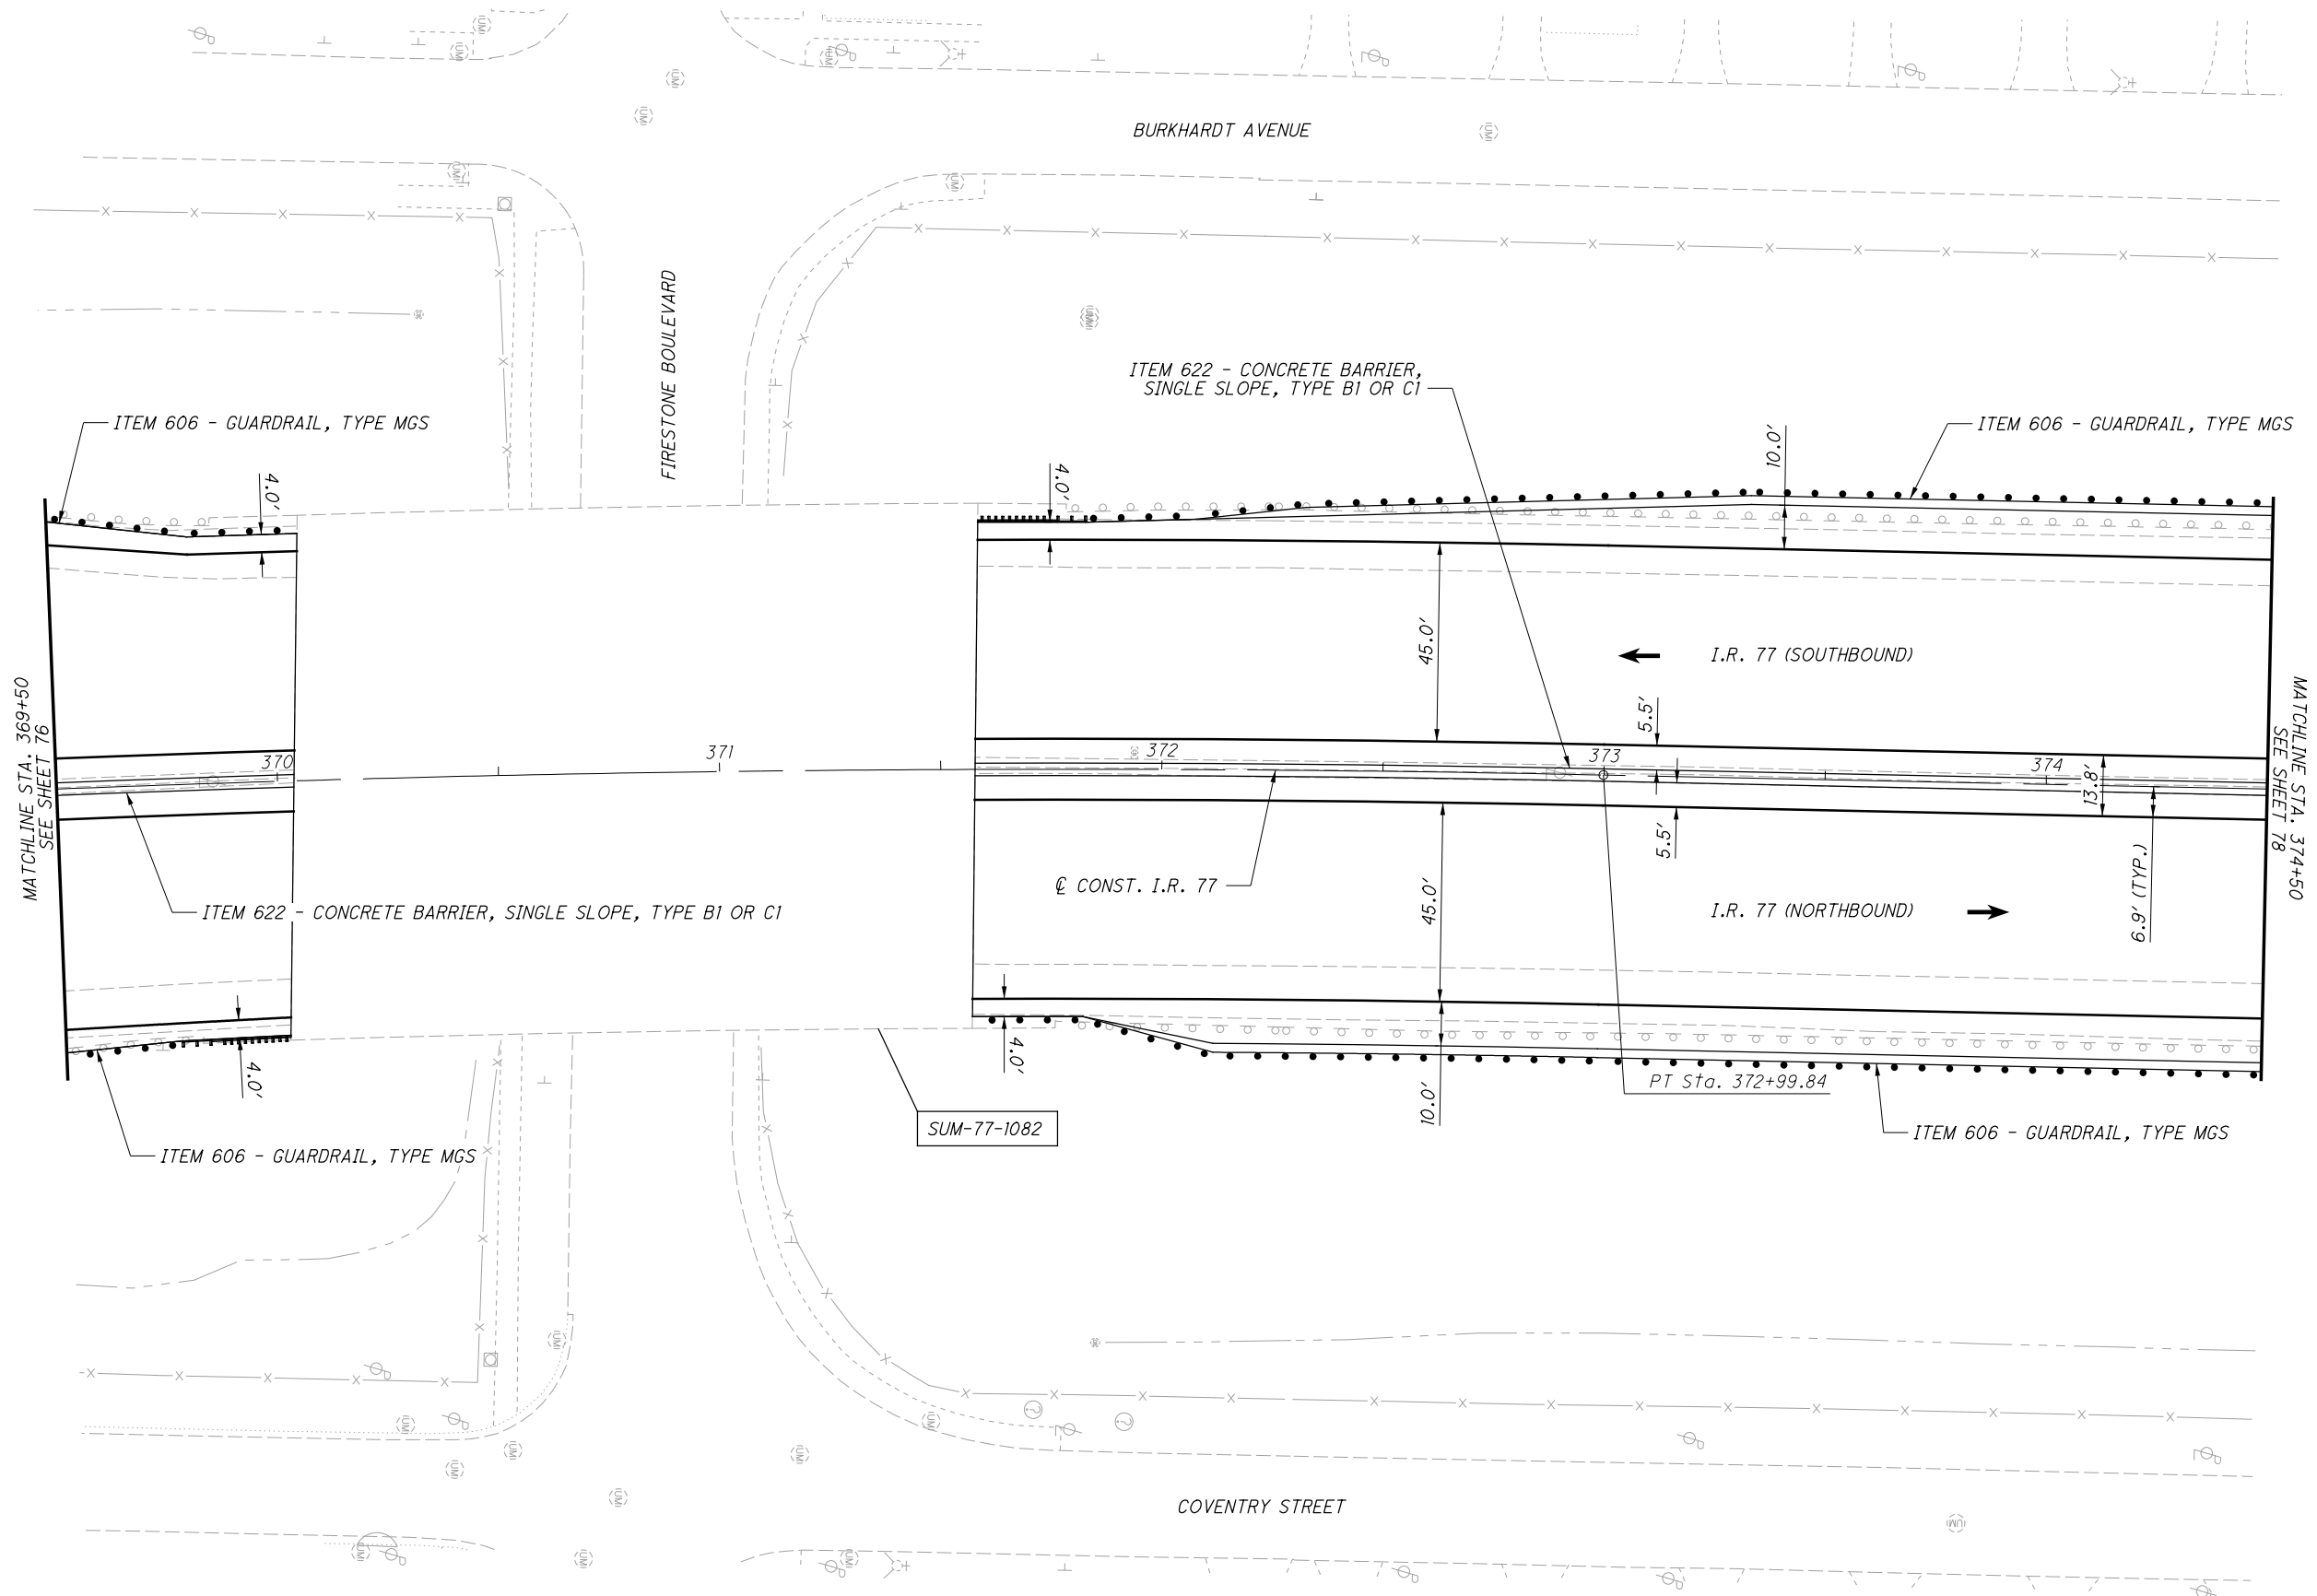 BURKHARDT AVENUE
FIRESTONE BOULEVARD
ITEM 622 - CONCRETE BARRIER,
SINGLE SLOPE, TYPE B1 OR C1
ITEM 606 - GUARDRAIL, TYPE MGS
ITEM 606 - GUARDRAIL, TYPE MGS
4.0'
4.0'
10.0'
45.0'
I.R. 77 (SOUTHBOUND)
5.5'
MATCHLINE STA. 369+50
SEE SHEET 76
370
371
372
373
374
13.8'
MATCHLINE STA. 374+50
SEE SHEET 78
5.5'
6.9' (TYP.)
℄ CONST. I.R. 77
45.0'
I.R. 77 (NORTHBOUND)
ITEM 622 - CONCRETE BARRIER, SINGLE SLOPE, TYPE B1 OR C1
4.0'
4.0'
10.0'
PT Sta. 372+99.84
SUM-77-1082
ITEM 606 - GUARDRAIL, TYPE MGS
ITEM 606 - GUARDRAIL, TYPE MGS
COVENTRY STREET